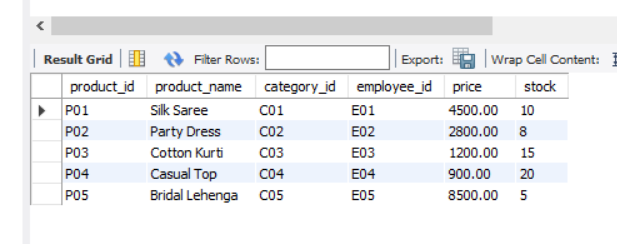 Result Grid Filter Rows: Export: Wrap Cell Content:
product_id product_name category_id employee_id price stock
P01 Silk Saree C01 E01 4500.00 10
P02 Party Dress C02 E02 2800.00 8
P03 Cotton Kurti C03 E03 1200.00 15
P04 Casual Top C04 E04 900.00 20
P05 Bridal Lehenga C05 E05 8500.00 5